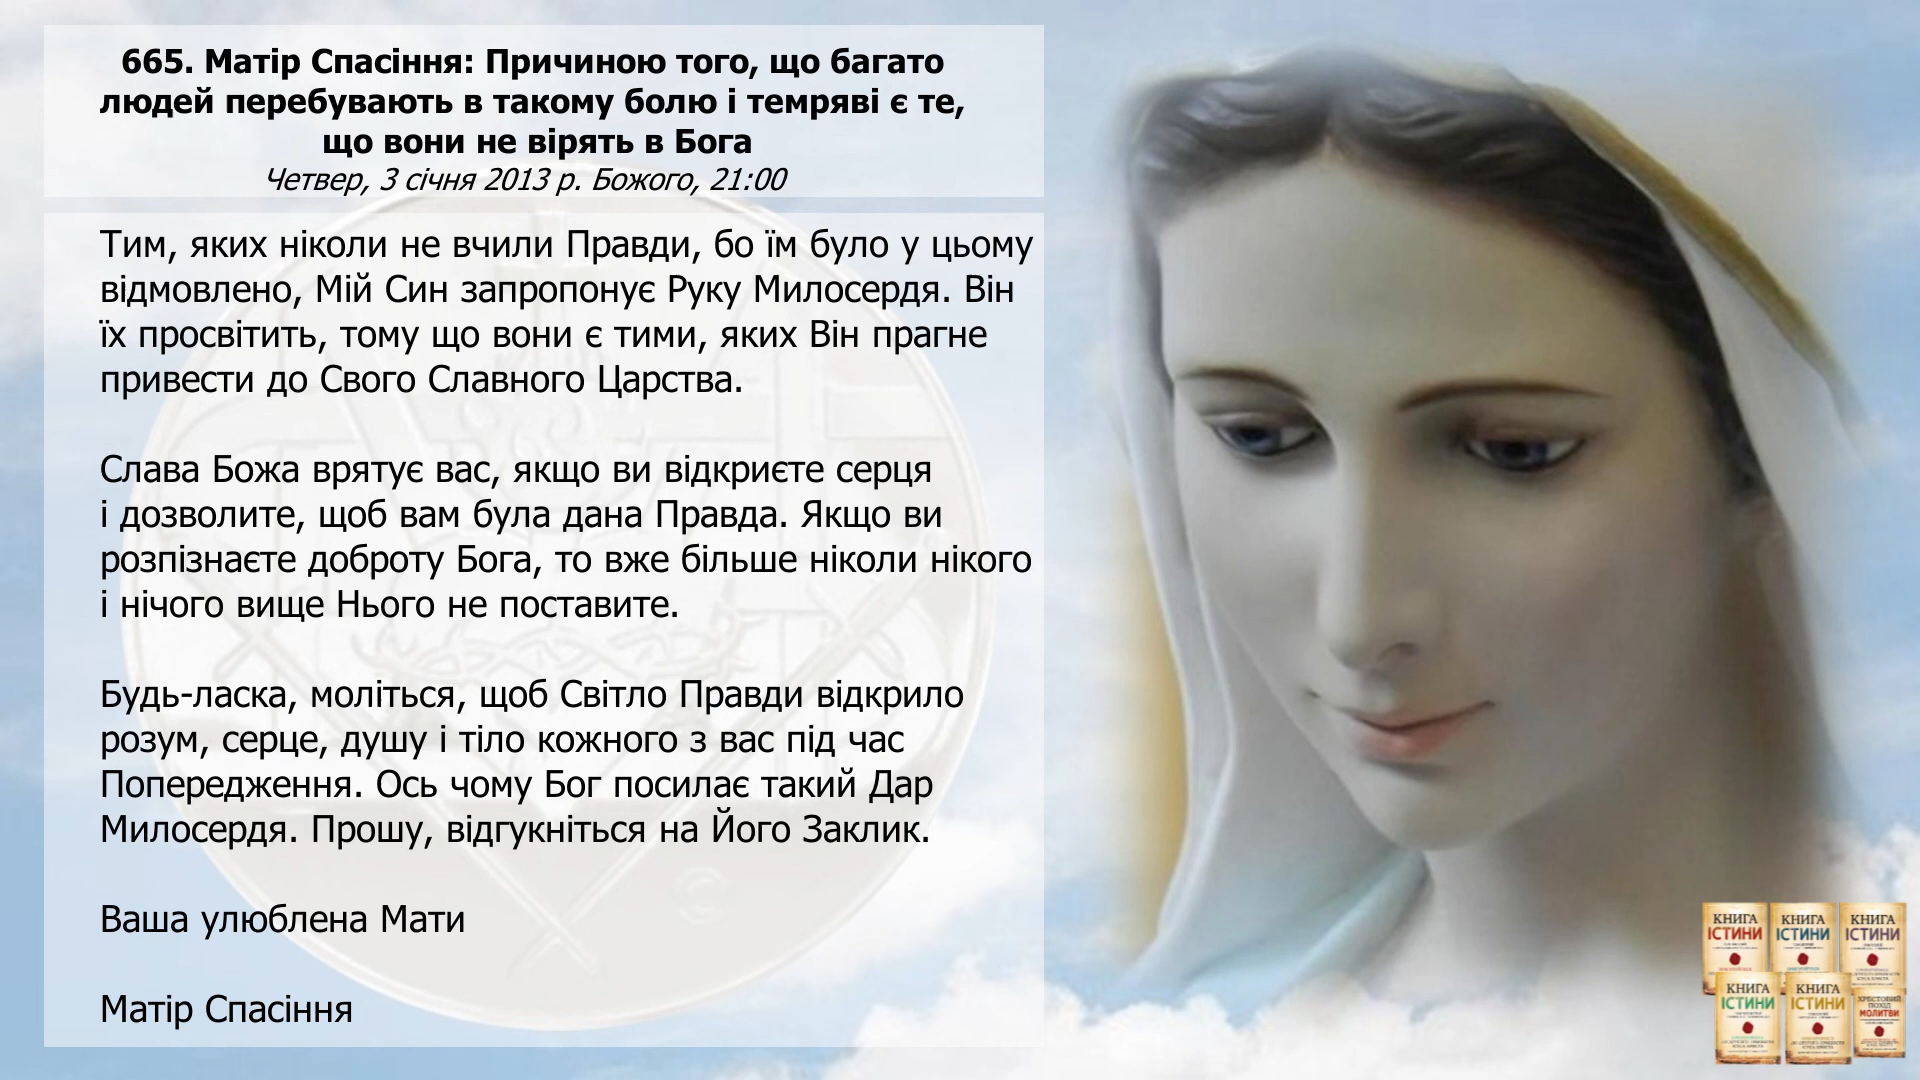 665. Матір Спасіння: Причиною того, що багато
людей перебувають в такому болю і темряві є те,
що вони не вірять в Бога
Четвер, 3 січня 2013 р. Божого, 21:00
Тим, яких ніколи не вчили Правди, бо їм було у цьому
відмовлено, Мій Син запропонує Руку Милосердя. Він
їх просвітить, тому що вони є тими, яких Він прагне
привести до Свого Славного Царства.
Слава Божа врятує вас, якщо ви відкриєте серця
і дозволите, щоб вам була дана Правда. Якщо ви
розпізнаєте доброту Бога, то вже більше ніколи нікого
і нічого вище Нього не поставите.
Будь-ласка, моліться, щоб Світло Правди відкрило
розум, серце, душу і тіло кожного з вас під час
Попередження. Ось чому Бог посилає такий Дар
Милосердя. Прошу, відгукніться на Його Заклик.
Ваша улюблена Мати
Матір Спасіння
КНИГА
ІСТИНИ
КНИГА
ІСТИНИ
КНИГА
ІСТИНИ
КНИГА
ІСТИНИ
КНИГА
ІСТИНИ
ХРЕСТОВИЙ
ПОХІД
МОЛИТВИ